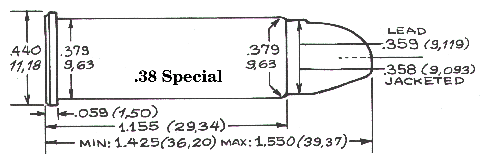 .440
11,18
.379
9,63
.38 Special
.379
9,63
LEAD
.359 (9,119)
.358 (9,093)
JACKETED
.059 (1,50)
1.155 (29,34)
MIN: 1.425 (36,20) MAX: 1.550 (39,37)